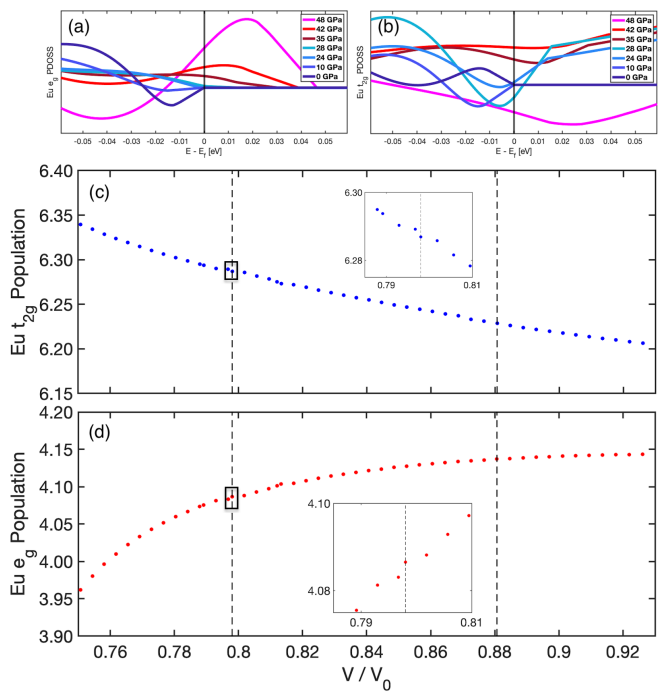 (a)
48 GPa
42 GPa
35 GPa
28 GPa
24 GPa
10 GPa
0 GPa
Eu e_g PDOSS
-0.05 -0.04 -0.03 -0.02 -0.01 0 0.01 0.02 0.03 0.04 0.05
E - E_f [eV]
(b)
48 GPa
42 GPa
35 GPa
28 GPa
24 GPa
10 GPa
0 GPa
Eu t_2g PDOSS
-0.05 -0.04 -0.03 -0.02 -0.01 0 0.01 0.02 0.03 0.04 0.05
E - E_f [eV]
(c)
Eu t_2g Population
6.40
6.35
6.30
6.25
6.20
6.15
6.30
6.28
0.79 0.81
(d)
Eu e_g Population
4.20
4.15
4.10
4.05
4.00
3.95
3.90
4.10
4.08
0.79 0.81
0.76 0.78 0.8 0.82 0.84 0.86 0.88 0.9 0.92
V / V_0